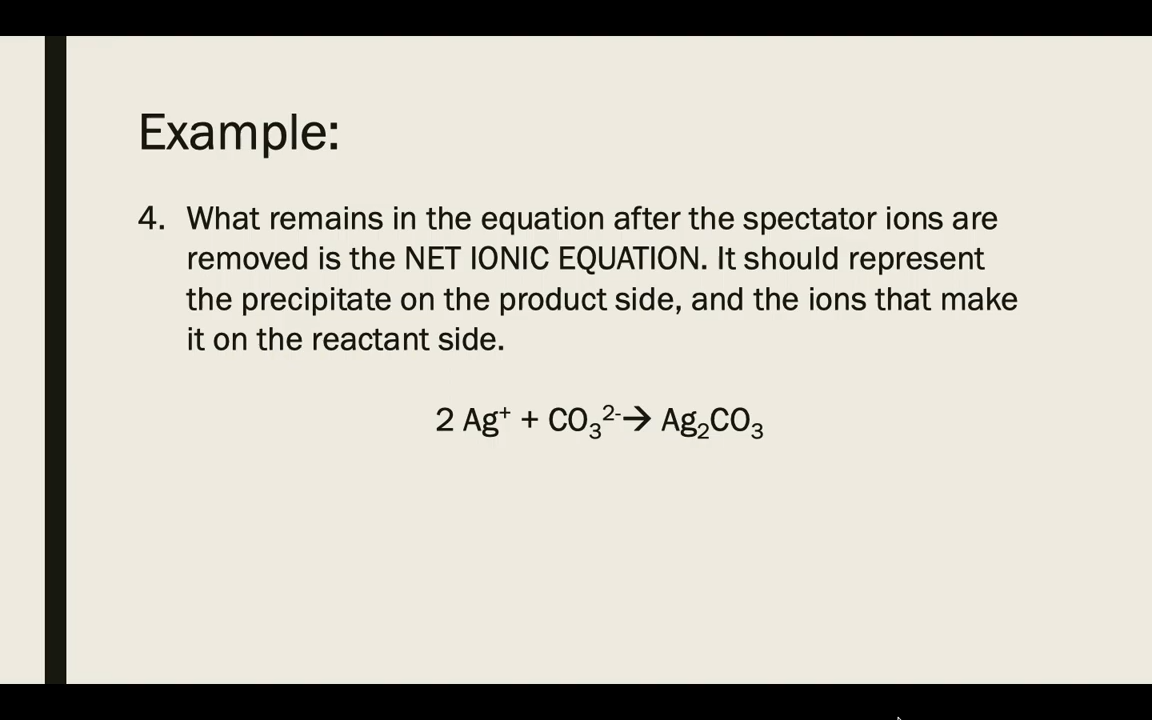 Example:
4. What remains in the equation after the spectator ions are
removed is the NET IONIC EQUATION. It should represent
the precipitate on the product side, and the ions that make
it on the reactant side.
2 Ag⁺ + CO₃²⁻→ Ag₂CO₃